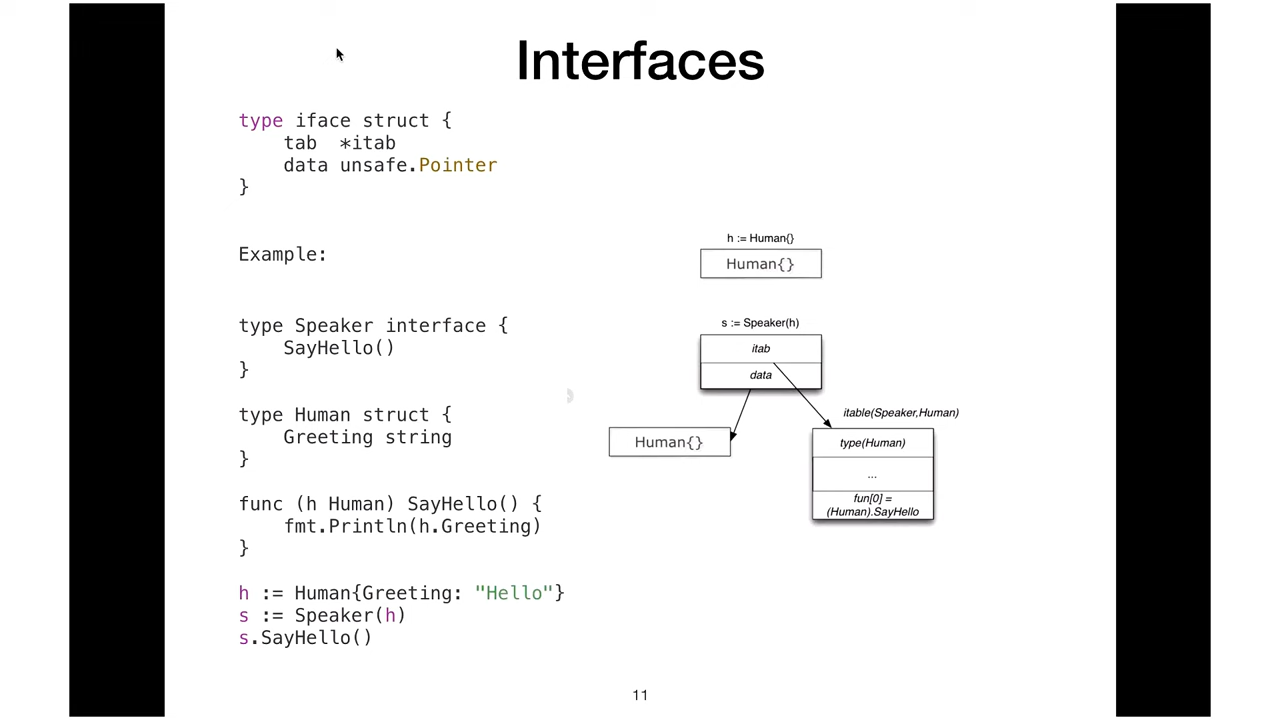 Interfaces
type iface struct {
    tab  *itab
    data unsafe.Pointer
}
Example:
type Speaker interface {
    SayHello()
}
type Human struct {
    Greeting string
}
func (h Human) SayHello() {
    fmt.Println(h.Greeting)
}
h := Human{Greeting: "Hello"}
s := Speaker(h)
s.SayHello()
h := Human{}
Human{}
s := Speaker(h)
itab
data
Human{}
itable(Speaker,Human)
type(Human)
...
fun[0] =
(Human).SayHello
11